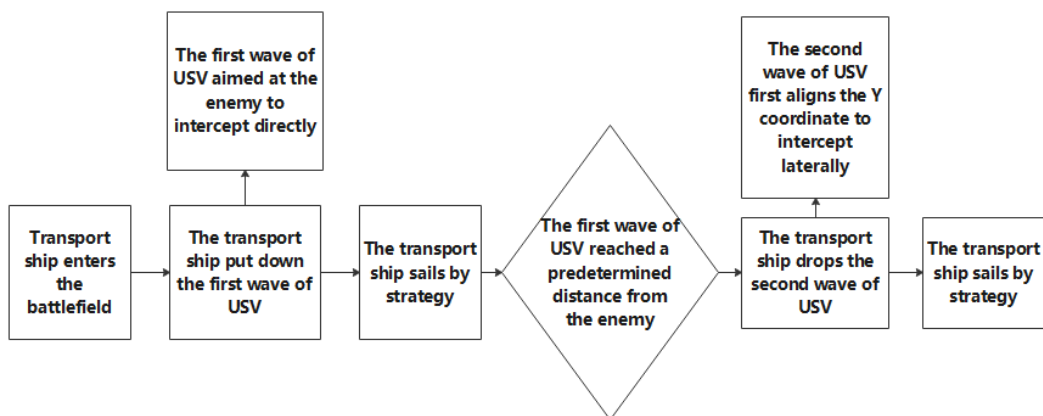 The first wave of
USV aimed at the
enemy to
intercept directly
The second
wave of USV
first aligns the Y
coordinate to
intercept
laterally
Transport
ship enters
the
battlefield
The transport
ship put down
the first wave of
USV
The transport
ship sails by
strategy
The first wave of
USV reached a
predetermined
distance from
the enemy
The transport
ship drops the
second wave of
USV
The transport
ship sails by
strategy